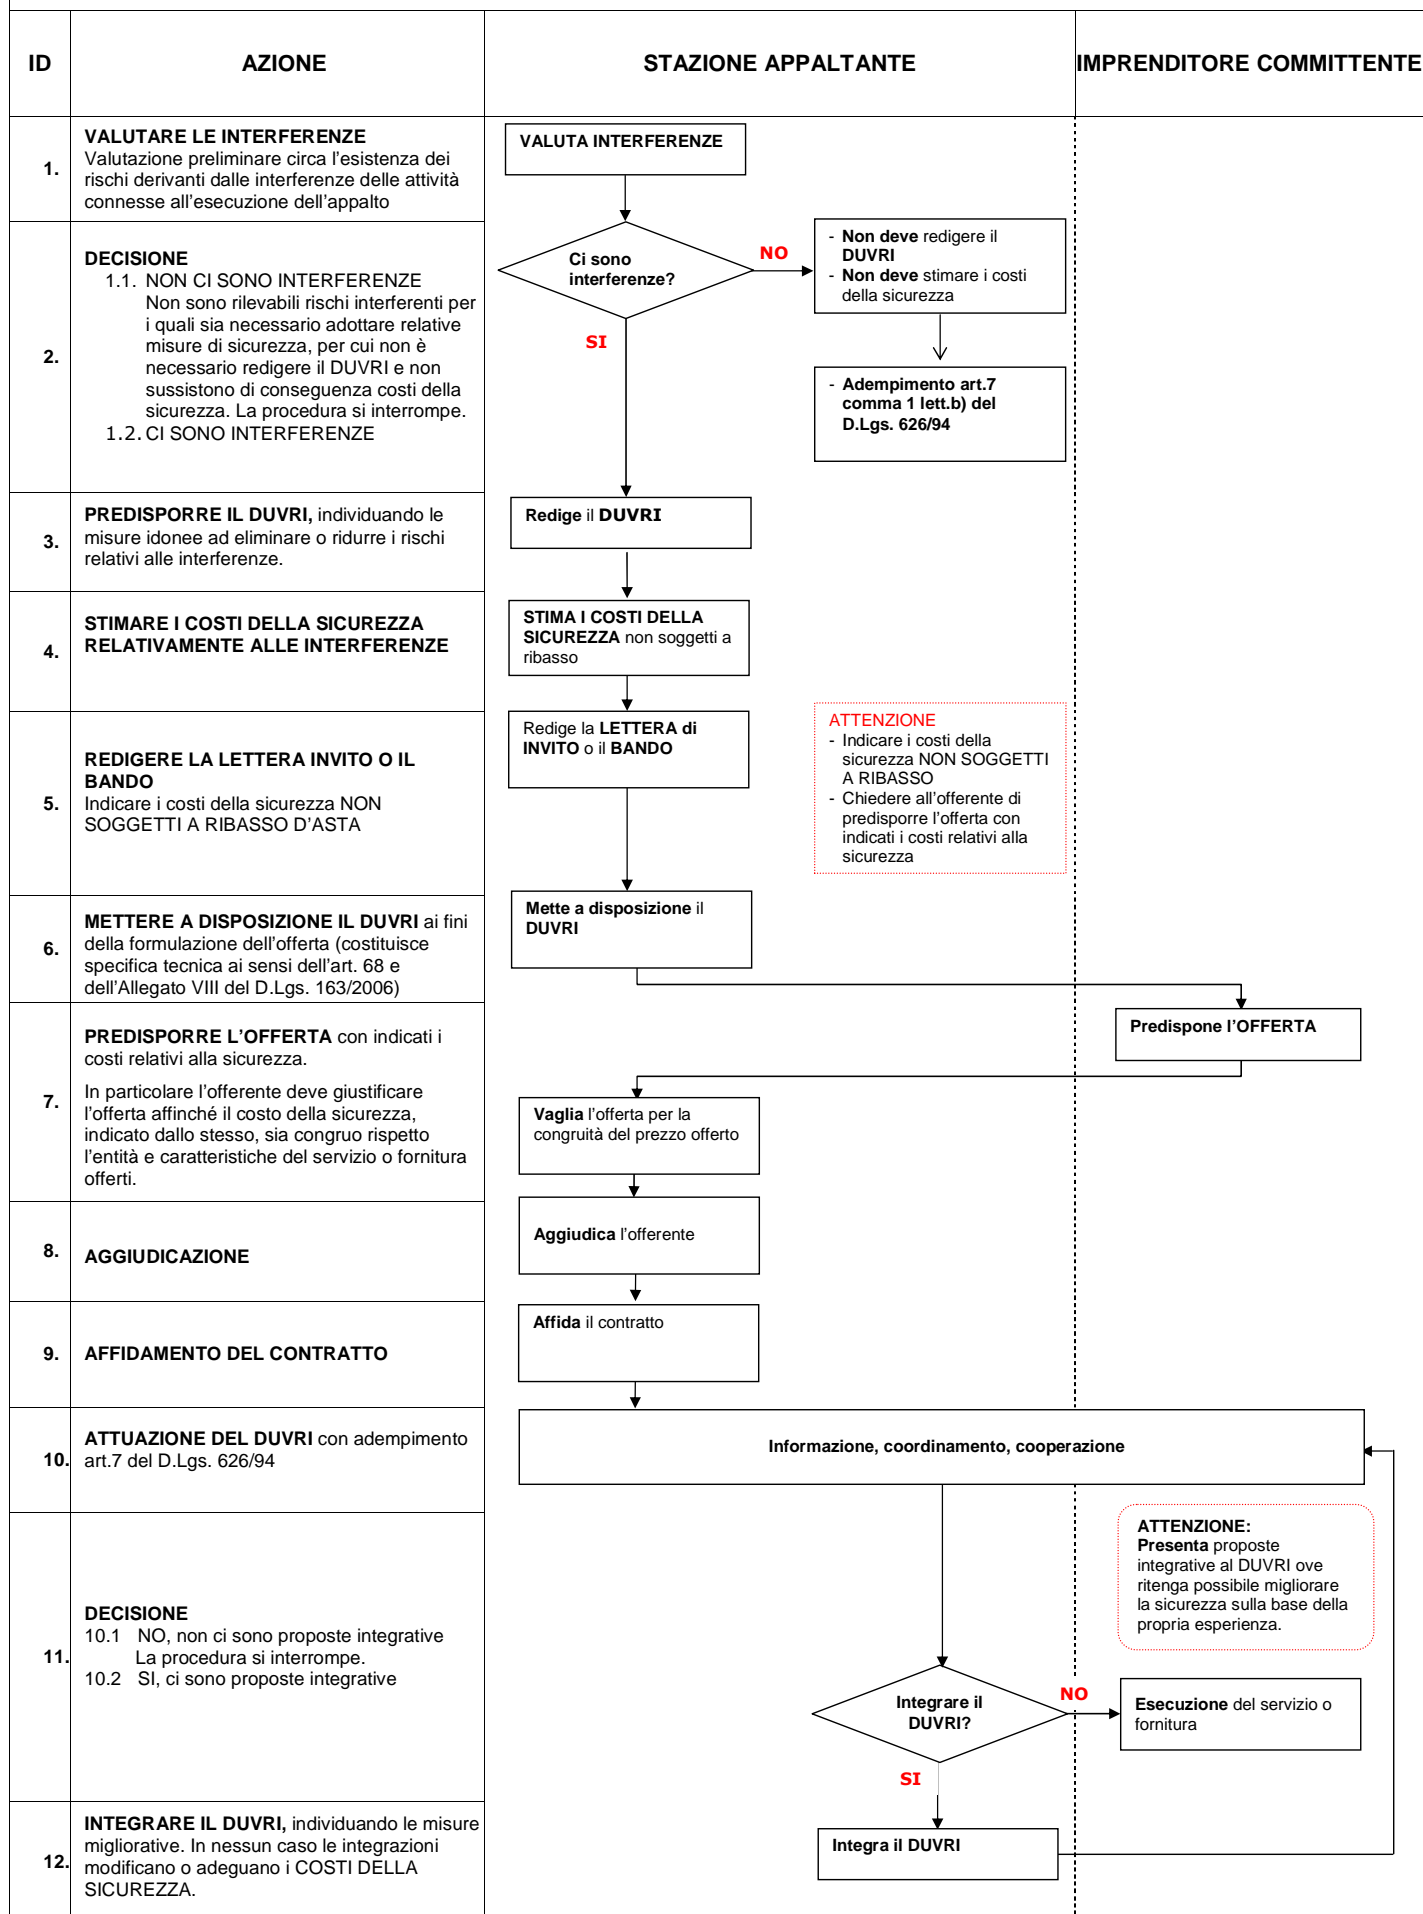 ID
AZIONE
STAZIONE APPALTANTE
IMPRENDITORE COMMITTENTE
1.
VALUTARE LE INTERFERENZE
Valutazione preliminare circa l'esistenza dei
rischi derivanti dalle interferenze delle attività
connesse all'esecuzione dell'appalto
VALUTA INTERFERENZE
2.
DECISIONE
1.1. NON CI SONO INTERFERENZE
Non sono rilevabili rischi interferenti per
i quali sia necessario adottare relative
misure di sicurezza, per cui non è
necessario redigere il DUVRI e non
sussistono di conseguenza costi della
sicurezza. La procedura si interrompe.
1.2. CI SONO INTERFERENZE
Ci sono
interferenze?
NO
SI
- Non deve redigere il
DUVRI
- Non deve stimare i costi
della sicurezza
- Adempimento art.7
comma 1 lett.b) del
D.Lgs. 626/94
3.
PREDISPORRE IL DUVRI, individuando le
misure idonee ad eliminare o ridurre i rischi
relativi alle interferenze.
Redige il DUVRI
4.
STIMARE I COSTI DELLA SICUREZZA
RELATIVAMENTE ALLE INTERFERENZE
STIMA I COSTI DELLA
SICUREZZA non soggetti a
ribasso
5.
REDIGERE LA LETTERA INVITO O IL
BANDO
Indicare i costi della sicurezza NON
SOGGETTI A RIBASSO D'ASTA
Redige la LETTERA di
INVITO o il BANDO
ATTENZIONE
- Indicare i costi della
sicurezza NON SOGGETTI
A RIBASSO
- Chiedere all'offerente di
predisporre l'offerta con
indicati i costi relativi alla
sicurezza
6.
METTERE A DISPOSIZIONE IL DUVRI ai fini
della formulazione dell'offerta (costituisce
specifica tecnica ai sensi dell'art. 68 e
dell'Allegato VIII del D.Lgs. 163/2006)
Mette a disposizione il
DUVRI
7.
PREDISPORRE L'OFFERTA con indicati i
costi relativi alla sicurezza.
In particolare l'offerente deve giustificare
l'offerta affinché il costo della sicurezza,
indicato dallo stesso, sia congruo rispetto
l'entità e caratteristiche del servizio o fornitura
offerti.
Predispone l'OFFERTA
Vaglia l'offerta per la
congruità del prezzo offerto
8.
AGGIUDICAZIONE
Aggiudica l'offerente
9.
AFFIDAMENTO DEL CONTRATTO
Affida il contratto
10.
ATTUAZIONE DEL DUVRI con adempimento
art.7 del D.Lgs. 626/94
Informazione, coordinamento, cooperazione
11.
DECISIONE
10.1 NO, non ci sono proposte integrative
La procedura si interrompe.
10.2 SI, ci sono proposte integrative
ATTENZIONE:
Presenta proposte
integrative al DUVRI ove
ritenga possibile migliorare
la sicurezza sulla base della
propria esperienza.
Integrare il
DUVRI?
NO
SI
Esecuzione del servizio o
fornitura
12.
INTEGRARE IL DUVRI, individuando le misure
migliorative. In nessun caso le integrazioni
modificano o adeguano i COSTI DELLA
SICUREZZA.
Integra il DUVRI